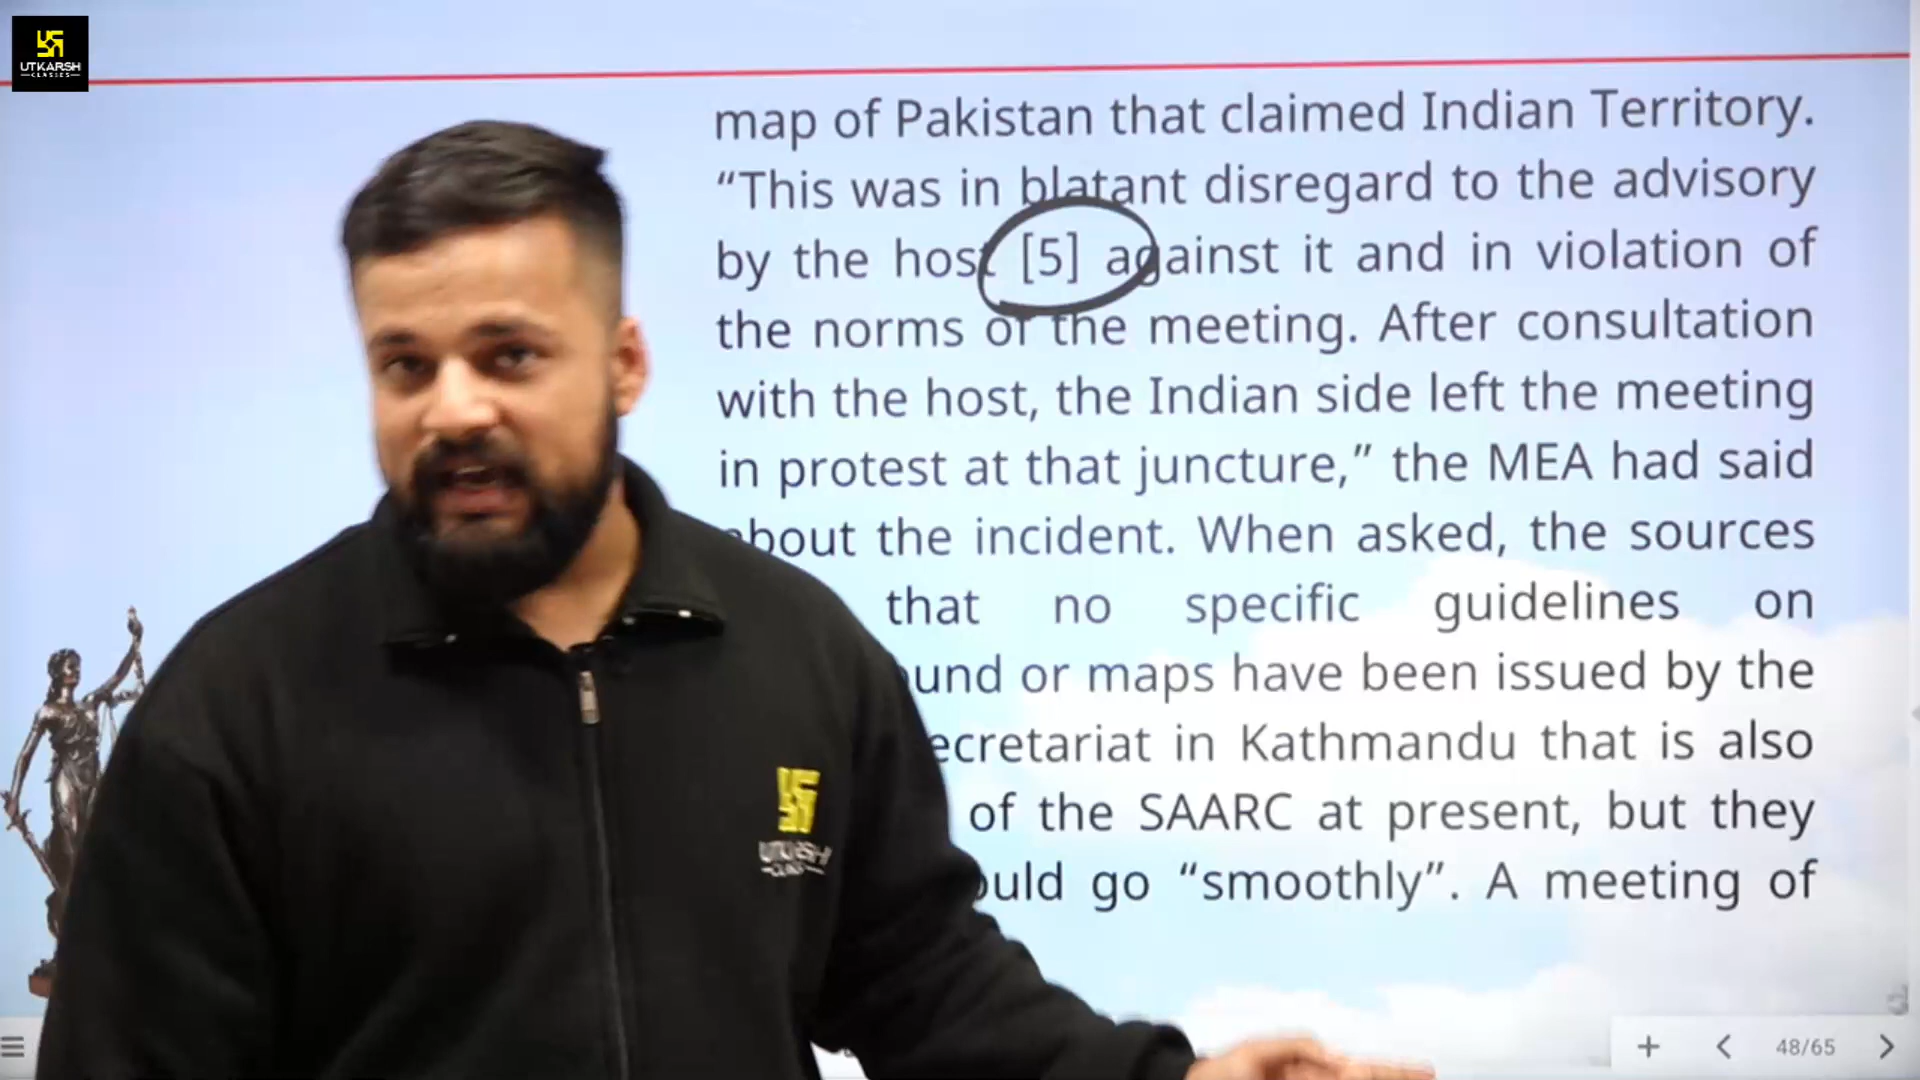 UTKARSH
CLASSES
map of Pakistan that claimed Indian Territory.
“This was in blatant disregard to the advisory
by the host [5] against it and in violation of
the norms of the meeting. After consultation
with the host, the Indian side left the meeting
in protest at that juncture,” the MEA had said
about the incident. When asked, the sources
that no specific guidelines on
or maps have been issued by the
in Kathmandu that is also
of the SAARC at present, but they
go “smoothly”. A meeting of
UTKARSH
48/65